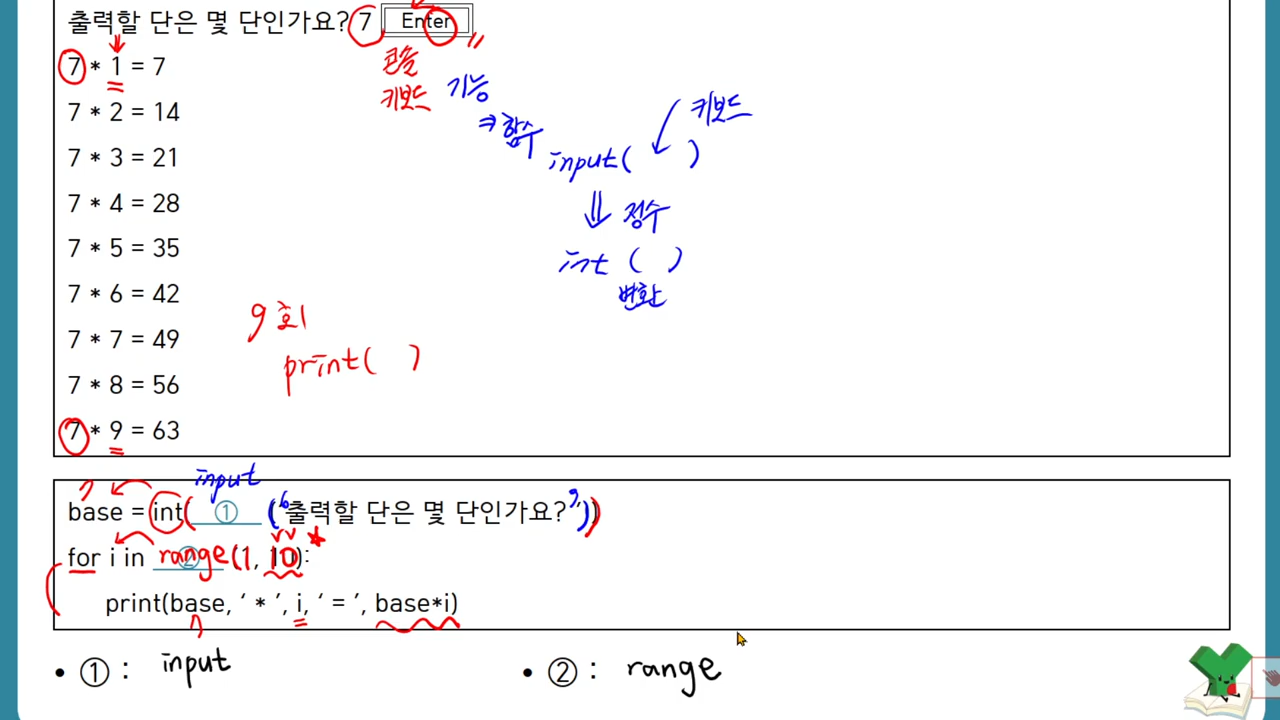 출력할 단은 몇 단인가요? 7 Enter
7 * 1 = 7
콘솔
키보드
기능
⇒ 함수
키보드
7 * 2 = 14
7 * 3 = 21
input( )
7 * 4 = 28
⇓ 정수
7 * 5 = 35
int ( )
변환
7 * 6 = 42
9회
7 * 7 = 49
print( )
7 * 8 = 56
7 * 9 = 63
input
base = int( ① ('출력할 단은 몇 단인가요?'))
for i in ② range(1, 10):
print(base, ‘ * ’, i, ‘ = ’, base*i)
• ① : input
• ② : range